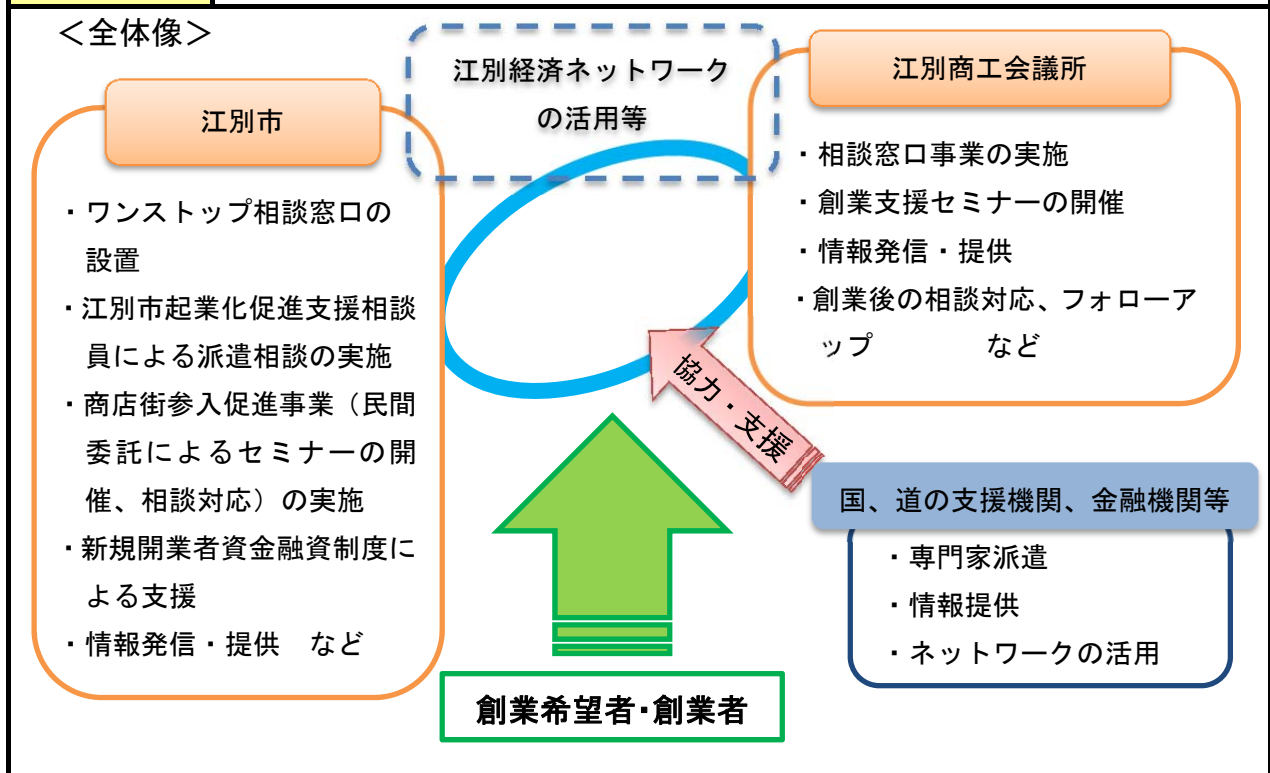 ＜全体像＞
江別経済ネットワーク
の活用等
江別市
・ワンストップ相談窓口の
設置
・江別市起業化促進支援相談
員による派遣相談の実施
・商店街参入促進事業（民間
委託によるセミナーの開
催、相談対応）の実施
・新規開業者資金融資制度に
よる支援
・情報発信・提供　など
江別商工会議所
・相談窓口事業の実施
・創業支援セミナーの開催
・情報発信・提供
・創業後の相談対応、フォローア
ップ　　　　など
協力・支援
国、道の支援機関、金融機関等
・専門家派遣
・情報提供
・ネットワークの活用
創業希望者・創業者